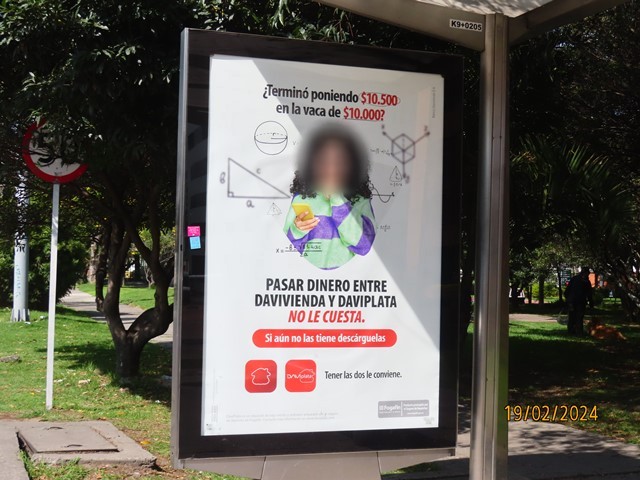 K9+0205
¿Terminó poniendo $10.500
en la vaca de $10.000?
PASAR DINERO ENTRE
DAVIVIENDA Y DAVIPLATA
NO LE CUESTA.
Si aún no las tiene descárguelas
DAViplata
Tener las dos le conviene.
19/02/2024